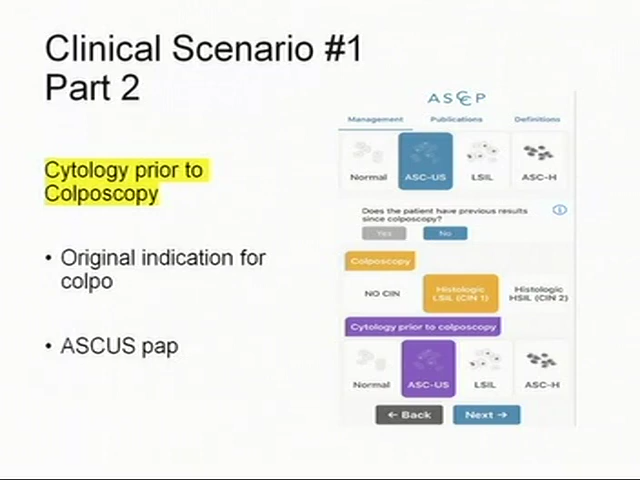 Clinical Scenario #1
Part 2
Cytology prior to
Colposcopy
• Original indication for
colpo
• ASCUS pap
ASCCP
Management Publications Definitions
Normal ASC-US LSIL ASC-H
Does the patient have previous results
since colposcopy?
Yes No
Colposcopy
NO CIN Histologic LSIL (CIN 1) Histologic HSIL (CIN 2)
Cytology prior to colposcopy
Normal ASC-US LSIL ASC-H
← Back Next →